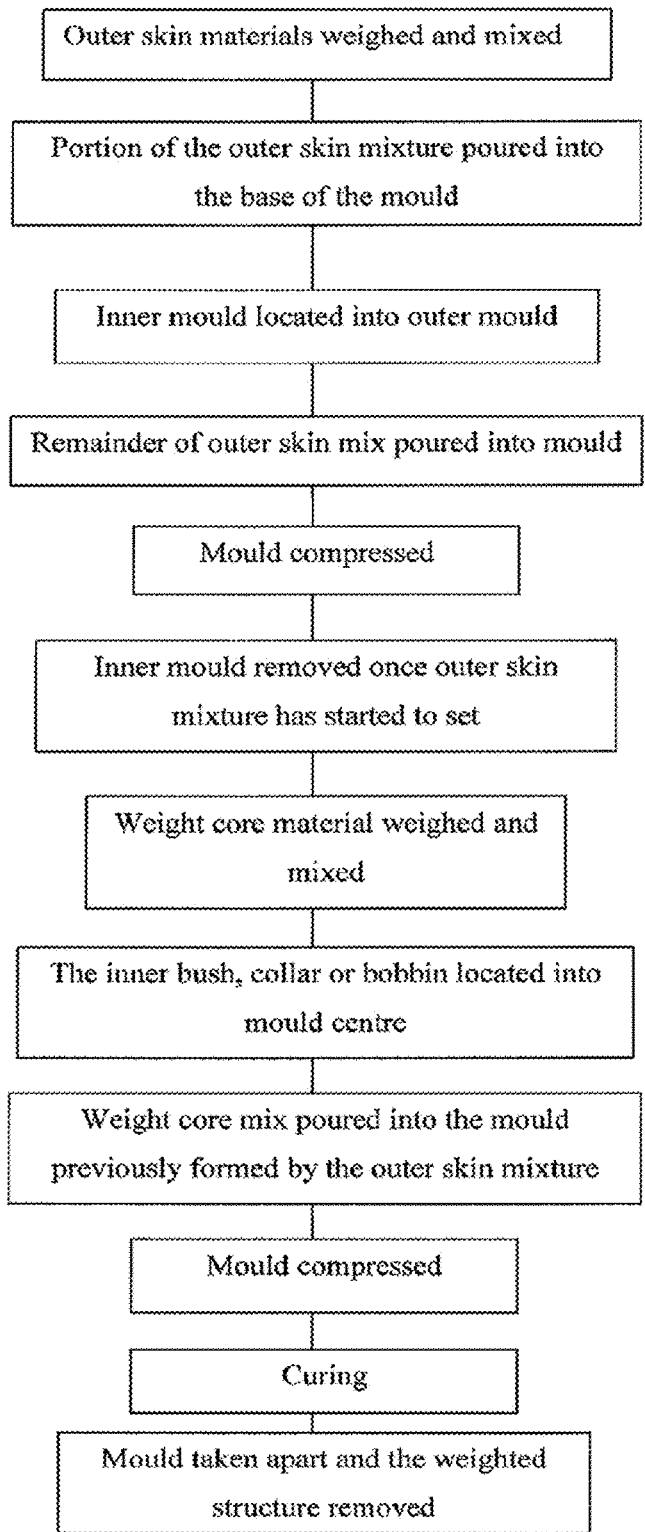 Outer skin materials weighed and mixed
Portion of the outer skin mixture poured into
the base of the mould
Inner mould located into outer mould
Remainder of outer skin mix poured into mould
Mould compressed
Inner mould removed once outer skin
mixture has started to set
Weight core material weighed and
mixed
The inner bush, collar or bobbin located into
mould centre
Weight core mix poured into the mould
previously formed by the outer skin mixture
Mould compressed
Curing
Mould taken apart and the weighted
structure removed